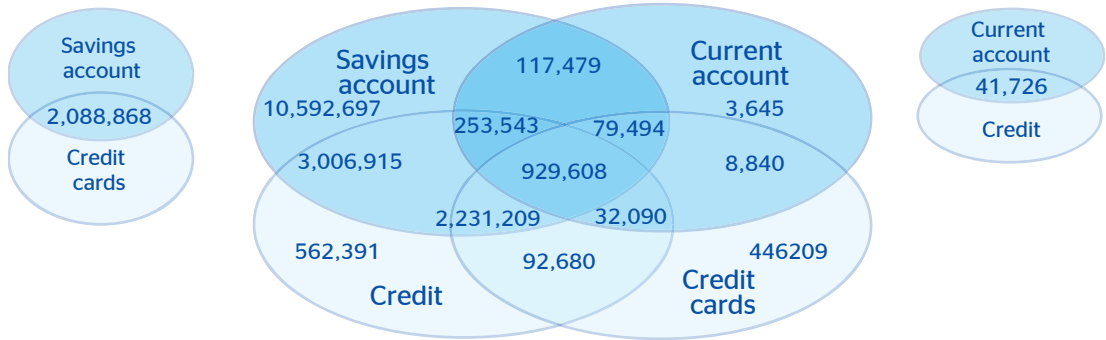 Savings
account
2,088,868
Credit
cards
Savings
account
10,592,697
117,479
Current
account
3,645
253,543
79,494
3,006,915
929,608
8,840
2,231,209
32,090
562,391
92,680
446209
Credit
Credit
cards
Current
account
41,726
Credit